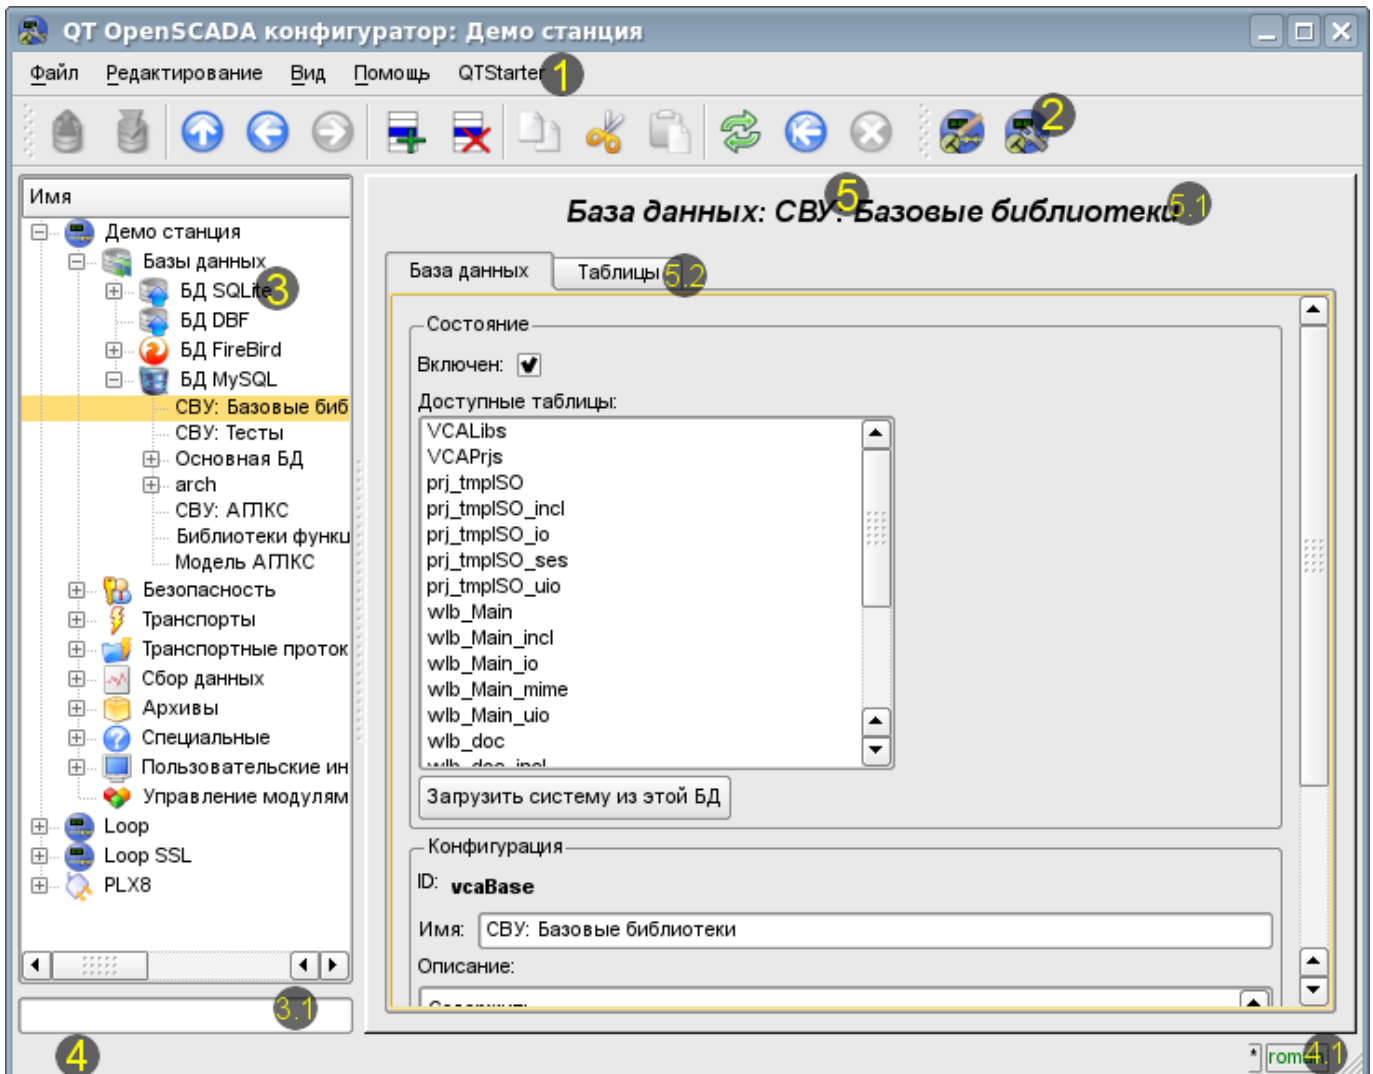 QT OpenSCADA конфигуратор: Демо станция
Файл Редактирование Вид Помощь QTStarter 1
2
Имя
Демо станция
Базы данных
БД SQLite 3
БД DBF
БД FireBird
БД MySQL
СВУ: Базовые биб
СВУ: Тесты
Основная БД
arch
СВУ: АГЛКС
Библиотеки функц
Модель АГЛКС
Безопасность
Транспорты
Транспортные проток
Сбор данных
Архивы
Специальные
Пользовательские ин
Управление модулям
Loop
Loop SSL
PLX8
3.1
5
База данных: СВУ: Базовые библиотеки 5.1
База данных Таблицы 5.2
Состояние
Включен:
Доступные таблицы:
VCALibs
VCAPrjs
prj_tmplSO
prj_tmplSO_incl
prj_tmplSO_io
prj_tmplSO_ses
prj_tmplSO_uio
wlb_Main
wlb_Main_incl
wlb_Main_io
wlb_Main_mime
wlb_Main_uio
wlb_doc
wlb_doc_incl
Загрузить систему из этой БД
Конфигурация
ID: vcaBase
Имя: СВУ: Базовые библиотеки
Описание:
4
* roman 4.1